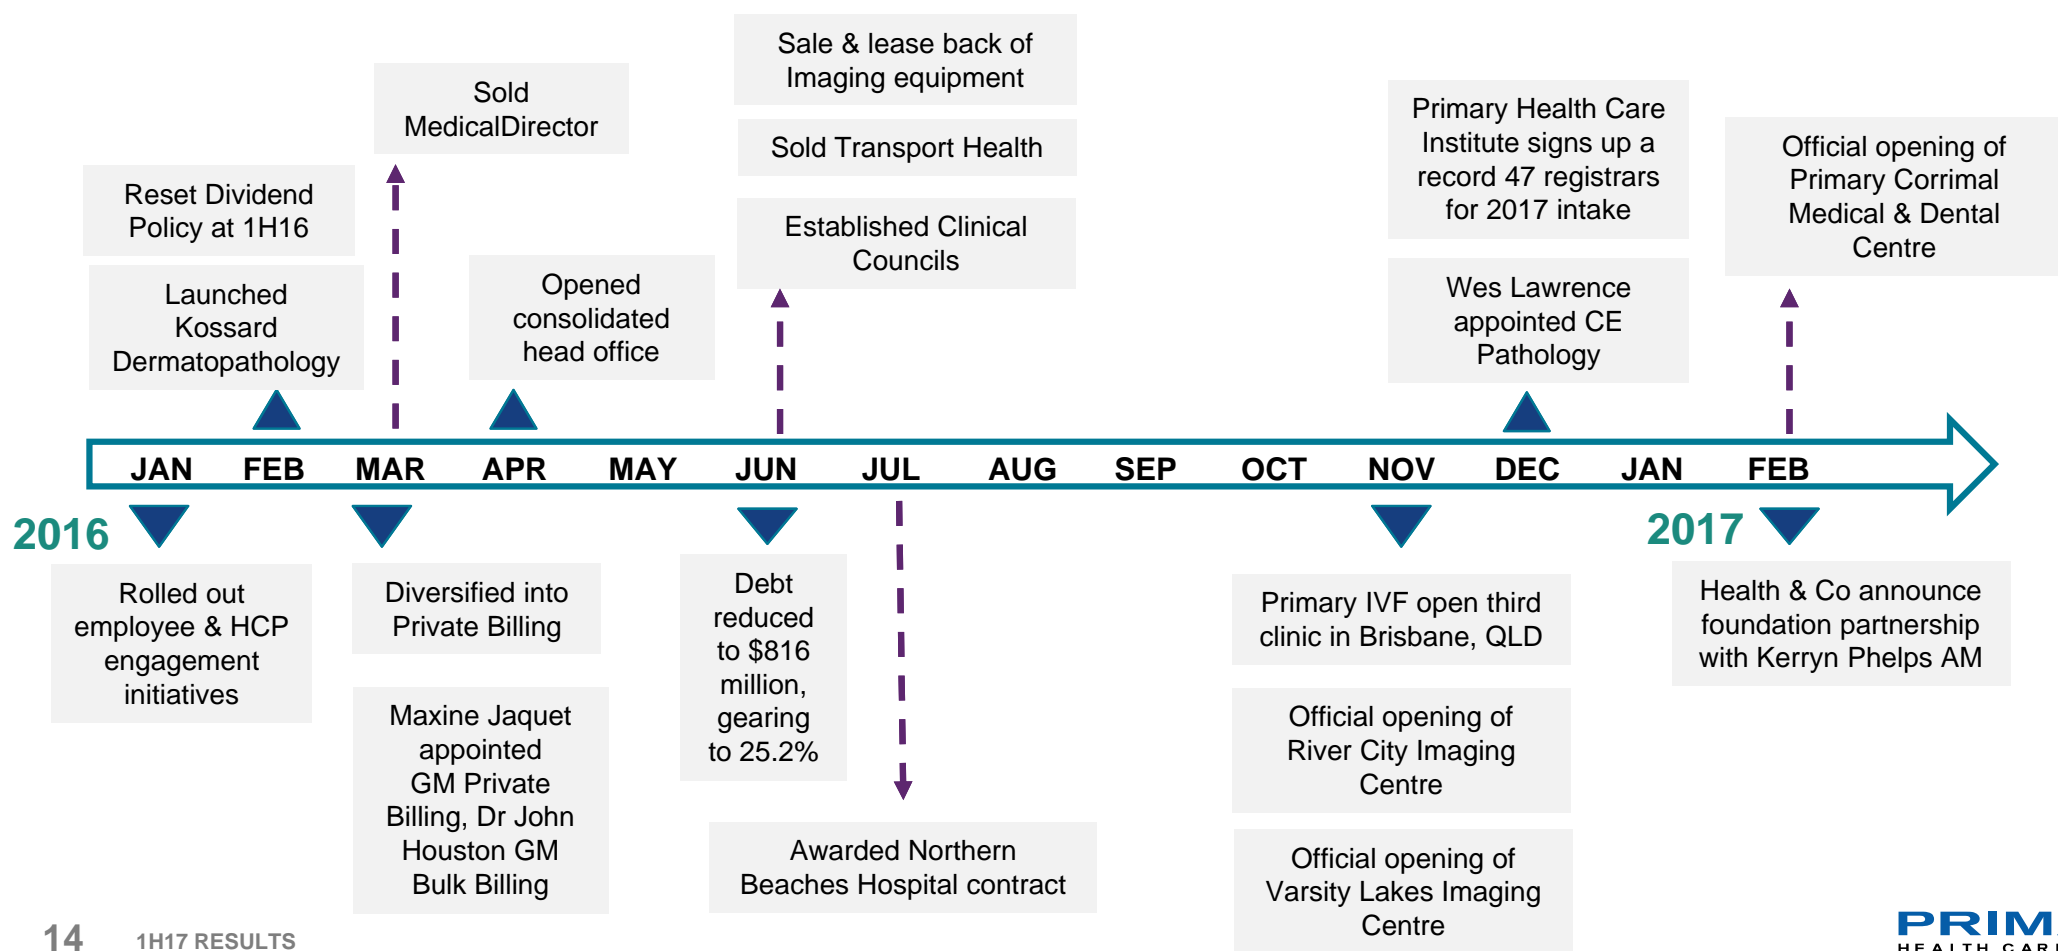 Sale & lease back of
Imaging equipment
Sold
MedicalDirector
Primary Health Care
Institute signs up a
record 47 registrars
for 2017 intake
Official opening of
Primary Corrimal
Medical & Dental
Centre
Sold Transport Health
Reset Dividend
Policy at 1H16
Established Clinical
Councils
Launched
Kossard
Dermatopathology
Opened
consolidated
head office
Wes Lawrence
appointed CE
Pathology
JAN FEB MAR APR MAY JUN JUL AUG SEP OCT NOV DEC JAN FEB
2016
2017
Rolled out
employee & HCP
engagement
initiatives
Diversified into
Private Billing
Maxine Jaquet
appointed
GM Private
Billing, Dr John
Houston GM
Bulk Billing
Debt
reduced
to $816
million,
gearing
to 25.2%
Awarded Northern
Beaches Hospital contract
Primary IVF open third
clinic in Brisbane, QLD
Official opening of
River City Imaging
Centre
Official opening of
Varsity Lakes Imaging
Centre
Health & Co announce
foundation partnership
with Kerryn Phelps AM
14 1H17 RESULTS
PRIM
HEALTH CAR